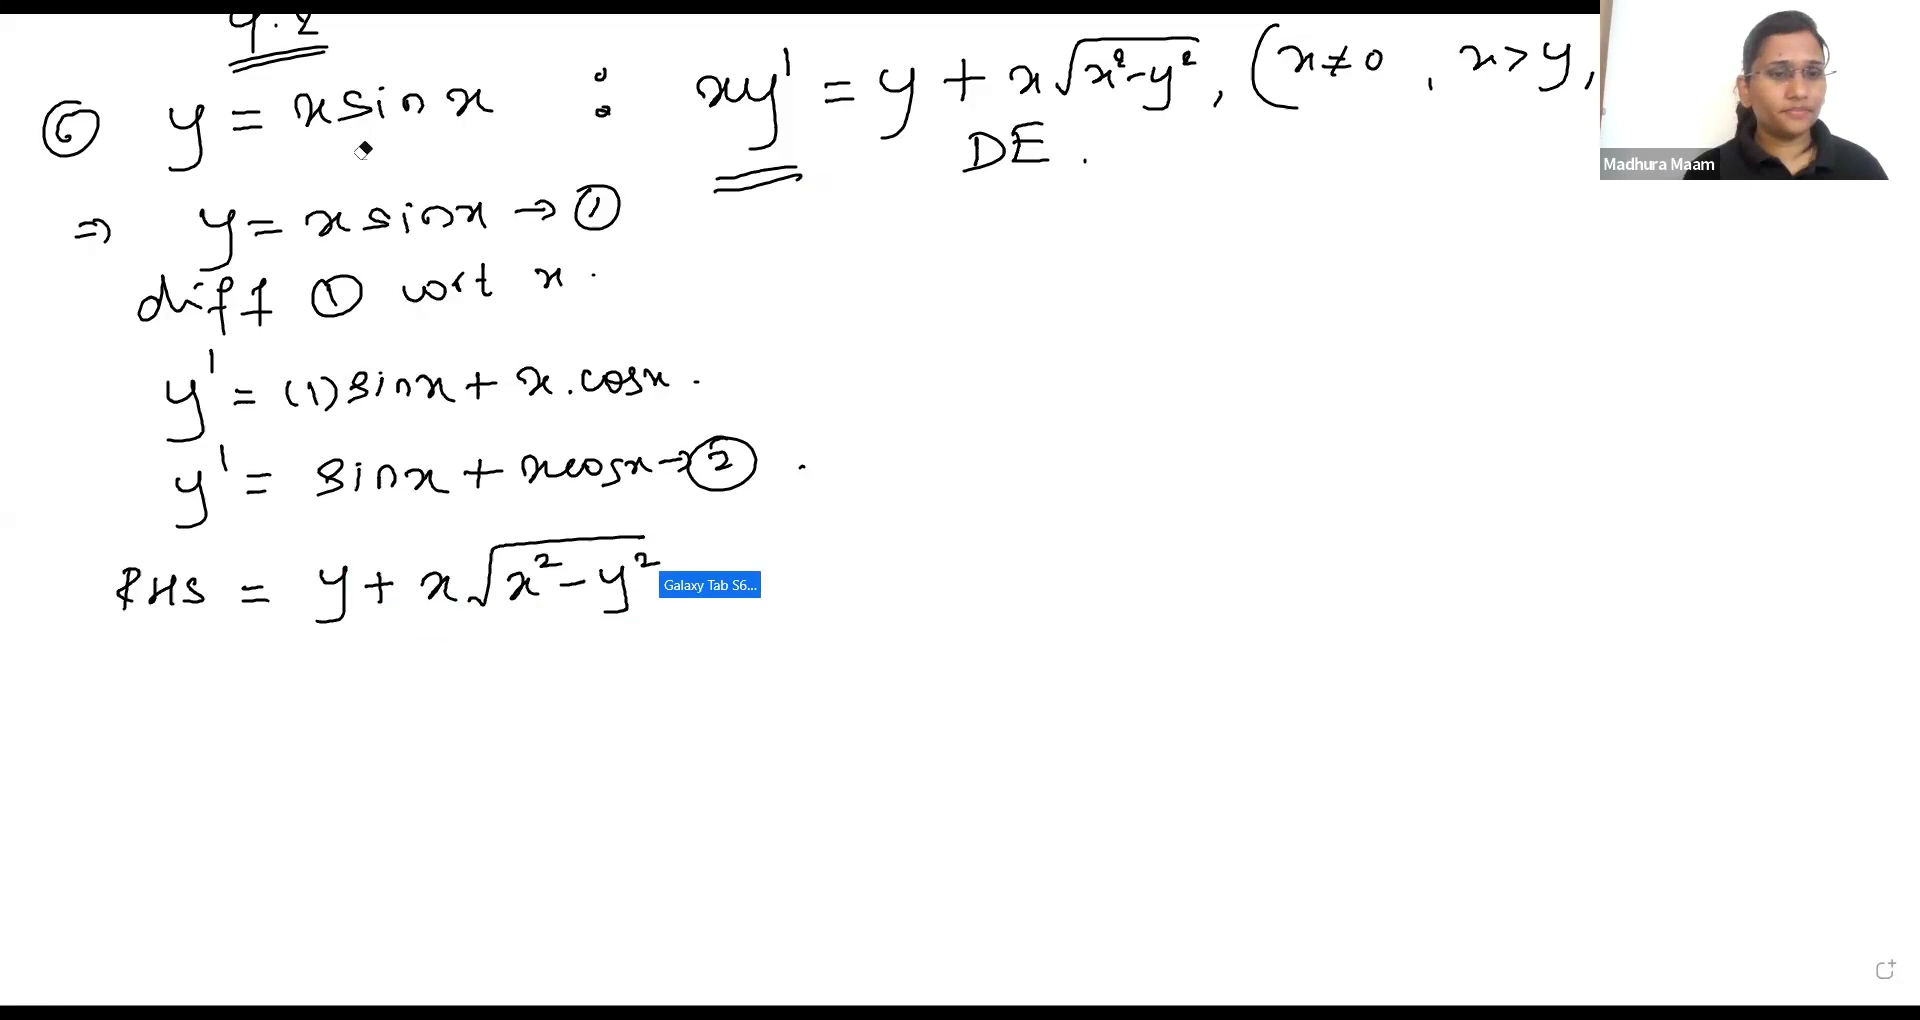 9.2
⑥ y = x sin x : xy' = y + x√(x²-y²), (x≠0, x>y,
DE.
Madhura Maam
⇒ y = x sin x → ①
diff ① wrt x.
y' = (1) sin x + x . cos x.
y' = sin x + x cos x → ② .
RHS = y + x√(x²-y²)
Galaxy Tab S6...